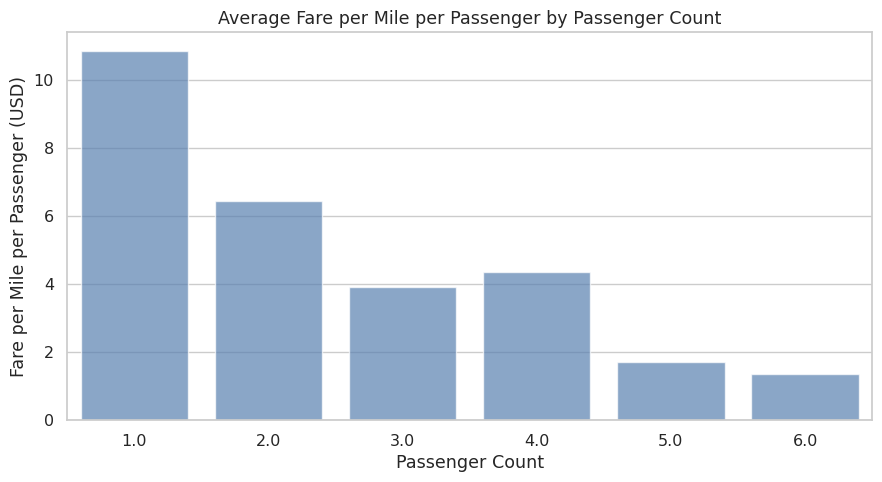 Average Fare per Mile per Passenger by Passenger Count
Fare per Mile per Passenger (USD)
10
8
6
4
2
0
1.0 2.0 3.0 4.0 5.0 6.0
Passenger Count